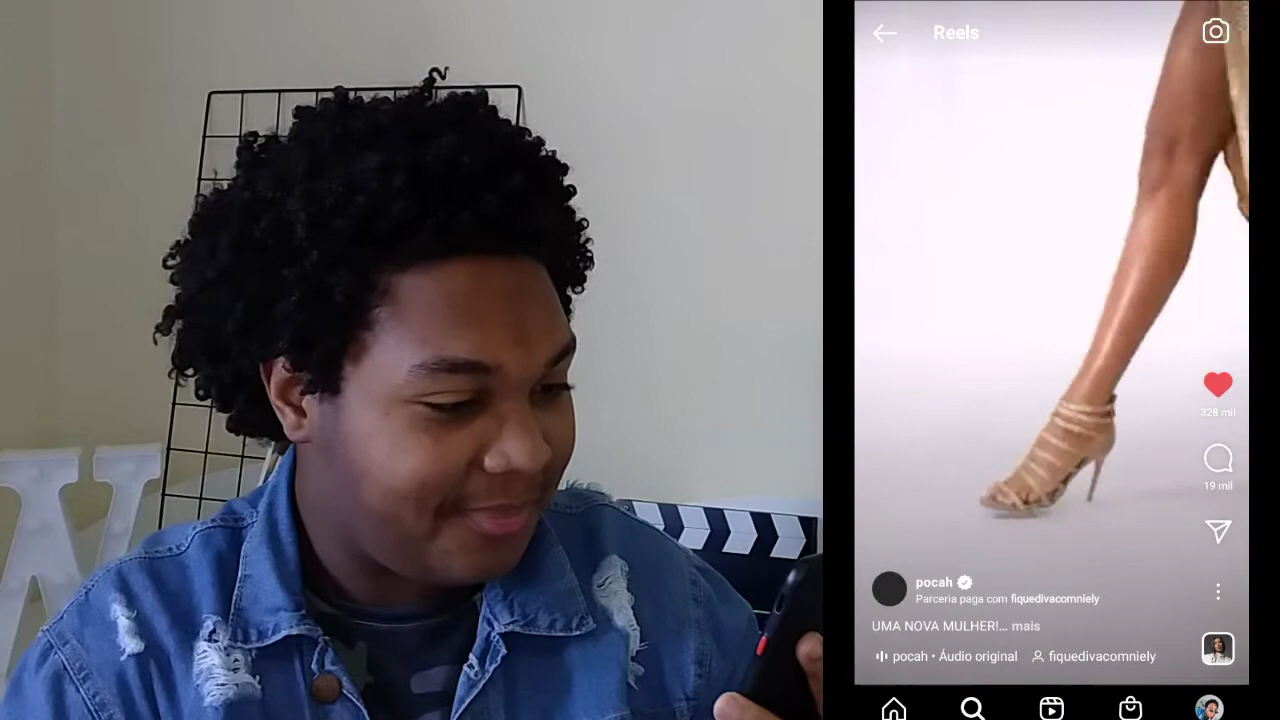 Reels
328 mil
19 mil
pocah
Parceria paga com fiquedivacomniely
UMA NOVA MULHER!... mais
pocah • Áudio original fiquedivacomniely